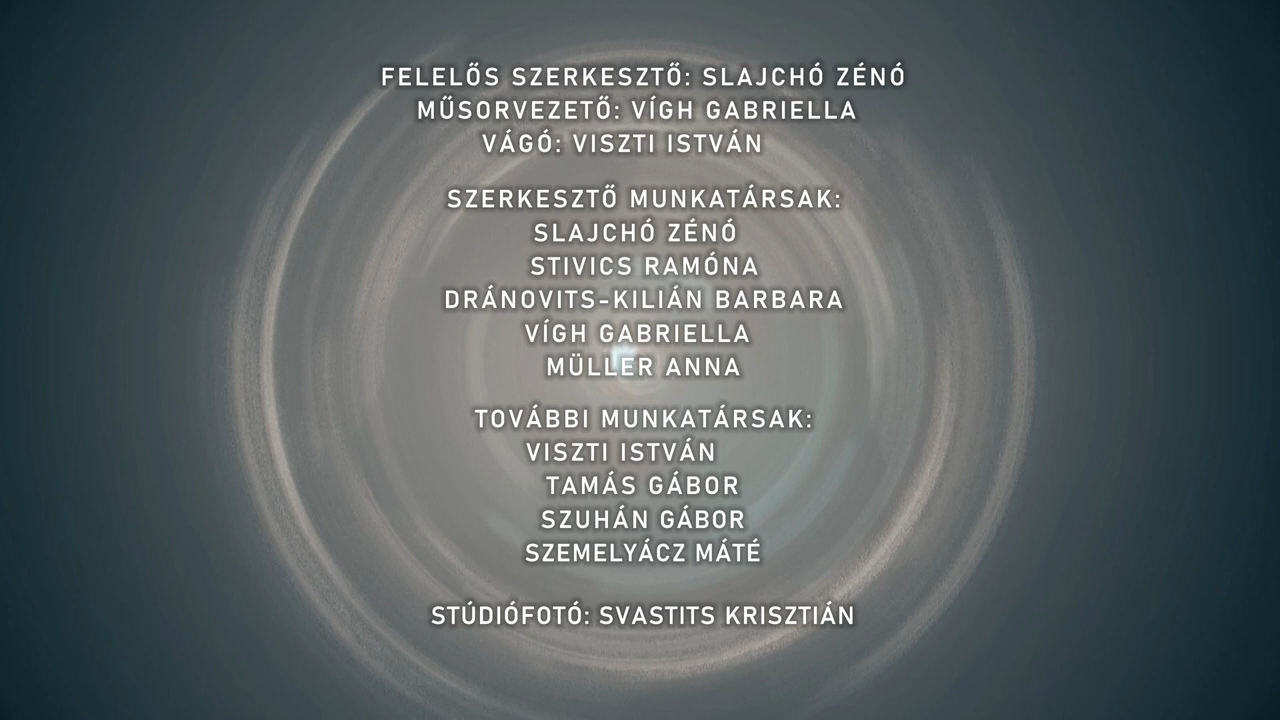 FELELŐS SZERKESZTŐ: SLAJCHÓ ZÉNÓ
MŰSORVEZETŐ: VÍGH GABRIELLA
VÁGÓ: VISZTI ISTVÁN
SZERKESZTŐ MUNKATÁRSAK:
SLAJCHÓ ZÉNÓ
STIVICS RAMÓNA
DRÁNOVITS-KILIÁN BARBARA
VÍGH GABRIELLA
MÜLLER ANNA
TOVÁBBI MUNKATÁRSAK:
VISZTI ISTVÁN
TAMÁS GÁBOR
SZUHÁN GÁBOR
SZEMELYÁCZ MÁTÉ
STÚDIÓFOTÓ: SVASTITS KRISZTIÁN